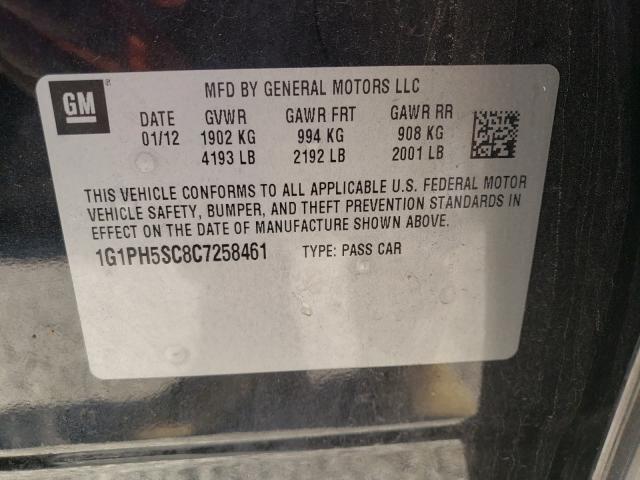 GM
MFD BY GENERAL MOTORS LLC
DATE GVWR GAWR FRT GAWR RR
01/12 1902 KG 994 KG 908 KG
4193 LB 2192 LB 2001 LB
THIS VEHICLE CONFORMS TO ALL APPLICABLE U.S. FEDERAL MOTOR
VEHICLE SAFETY, BUMPER, AND THEFT PREVENTION STANDARDS IN
EFFECT ON THE DATE OF MANUFACTURE SHOWN ABOVE.
1G1PH5SC8C7258461 TYPE: PASS CAR